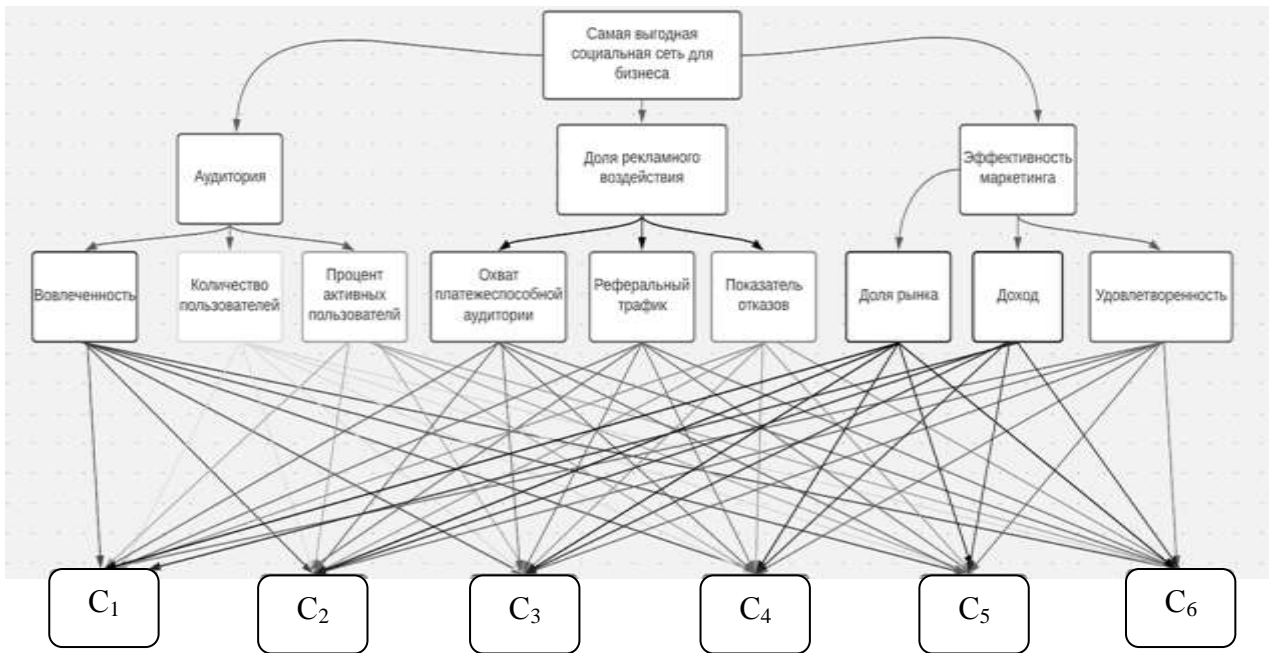 Самая выгодная
социальная сеть для
бизнеса
Аудитория
Доля рекламного
воздействия
Эффективность
маркетинга
Вовлеченность
Количество
пользователей
Процент
активных
пользователй
Охват
платежеспособной
аудитории
Реферальный
трафик
Показатель
отказов
Доля рынка
Доход
Удовлетворенность
C₁
C₂
C₃
C₄
C₅
C₆